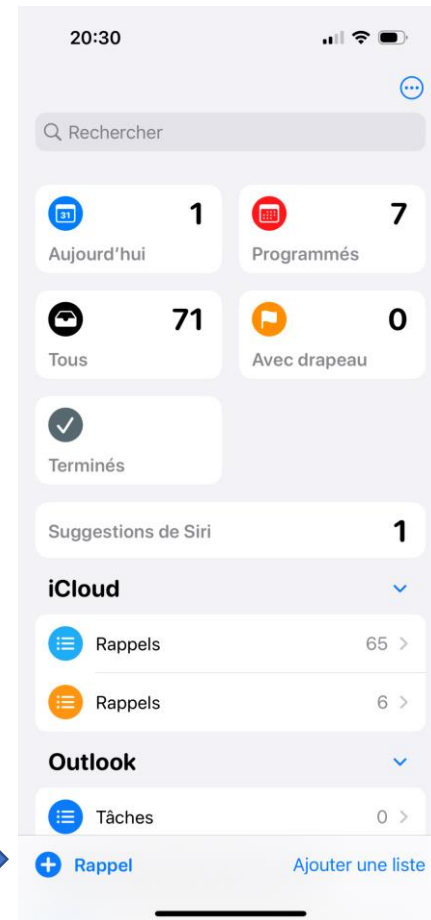 20:30
Rechercher
31 1
Aujourd'hui
7
Programmés
71
Tous
0
Avec drapeau
Terminés
Suggestions de Siri 1
iCloud
Rappels 65
Rappels 6
Outlook
Tâches 0
Rappel Ajouter une liste